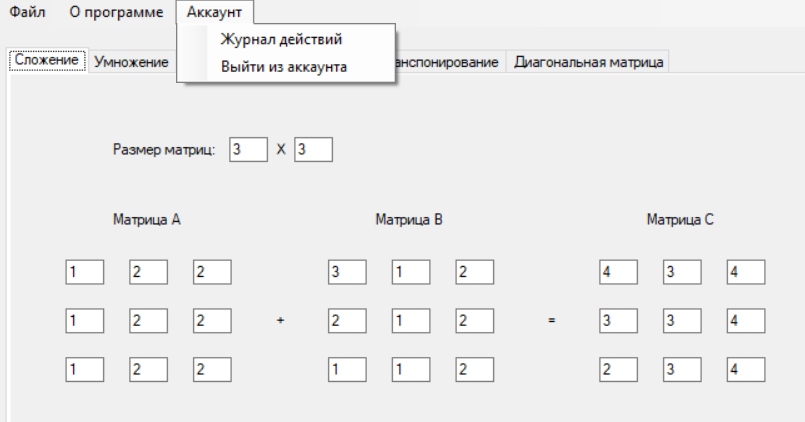 Файл О программе Аккаунт
Журнал действий
Выйти из аккаунта
Сложение Умножение анспонирование Диагональная матрица
Размер матриц: 3 X 3
Матрица A Матрица B Матрица C
1 2 2 3 1 2 4 3 4
1 2 2 + 2 1 2 = 3 3 4
1 2 2 1 1 2 2 3 4